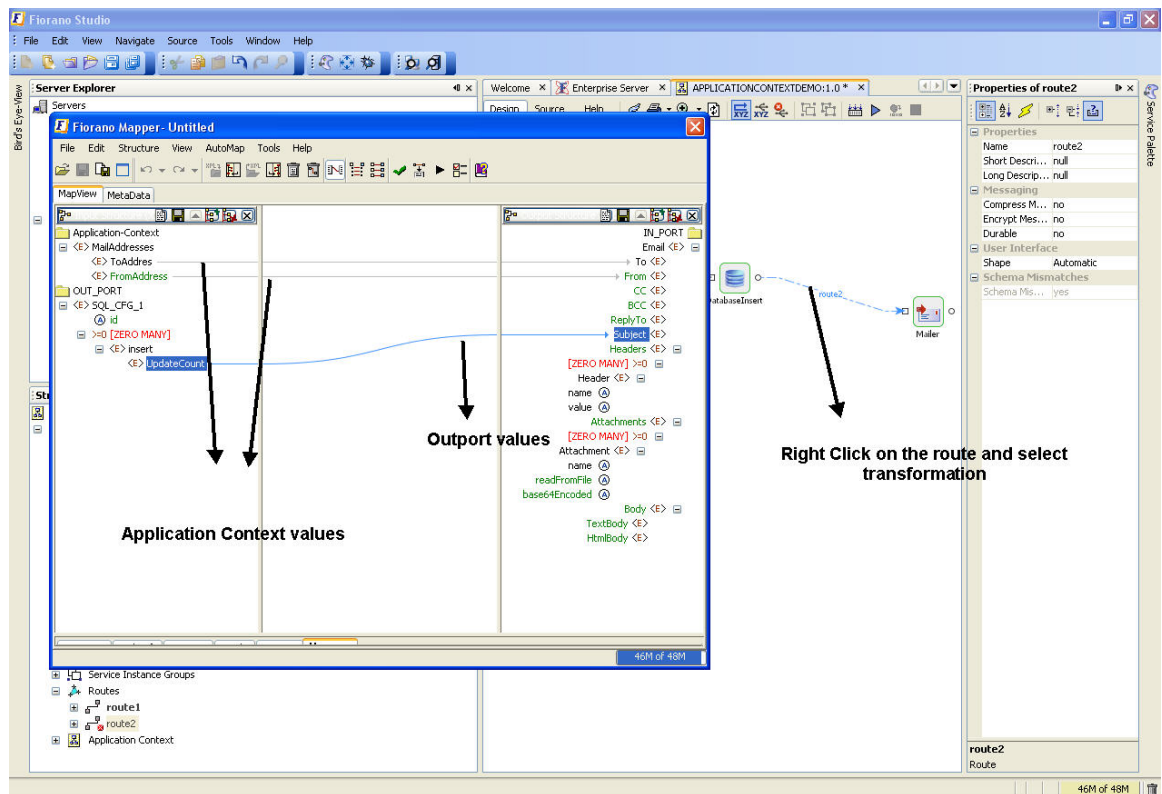 Fiorano Studio
File Edit View Navigate Source Tools Window Help
Bird's Eye-View
Server Explorer
Servers
Welcome
Enterprise Server
APPLICATIONCONTEXTDEMO:1.0 *
Design Source Help
Fiorano Mapper- Untitled
File Edit Structure View AutoMap Tools Help
MapView MetaData
Application-Context
<E> MailAddresses
<E> ToAddres
<E> FromAddress
OUT_PORT
<E> SQL_CFG_1
A id
>=0 [ZERO MANY]
<E> insert
<E> UpdateCount
IN_PORT
Email <E>
To <E>
From <E>
CC <E>
BCC <E>
ReplyTo <E>
Subject <E>
Headers <E>
[ZERO MANY] >=0
Header <E>
name A
value A
Attachments <E>
[ZERO MANY] >=0
Attachment <E>
name A
readFromFile A
base64Encoded A
Body <E>
TextBody <E>
HtmlBody <E>
Application Context values
Outport values
46M of 48M
atabaseInsert
route2
Mailer
Right Click on the route and select
transformation
Service Instance Groups
Routes
route1
route2
Application Context
Properties of route2
Properties
Name route2
Short Descri... null
Long Descrip... null
Messaging
Compress M... no
Encrypt Mes... no
Durable no
User Interface
Shape Automatic
Schema Mismatches
Schema Mis... yes
route2
Route
Service Palette
46M of 48M